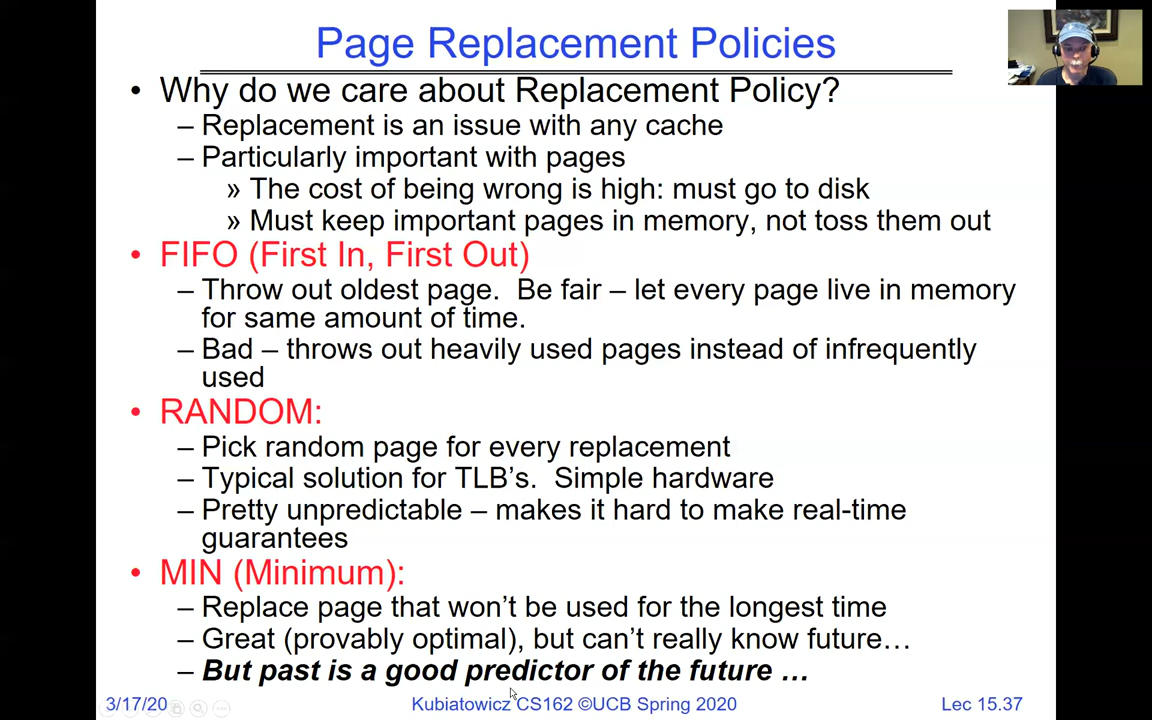 Page Replacement Policies
• Why do we care about Replacement Policy?
– Replacement is an issue with any cache
– Particularly important with pages
» The cost of being wrong is high: must go to disk
» Must keep important pages in memory, not toss them out
• FIFO (First In, First Out)
– Throw out oldest page. Be fair – let every page live in memory
for same amount of time.
– Bad – throws out heavily used pages instead of infrequently
used
• RANDOM:
– Pick random page for every replacement
– Typical solution for TLB's. Simple hardware
– Pretty unpredictable – makes it hard to make real-time
guarantees
• MIN (Minimum):
– Replace page that won't be used for the longest time
– Great (provably optimal), but can't really know future…
– But past is a good predictor of the future …
3/17/20 Kubiatowicz CS162 ©UCB Spring 2020 Lec 15.37